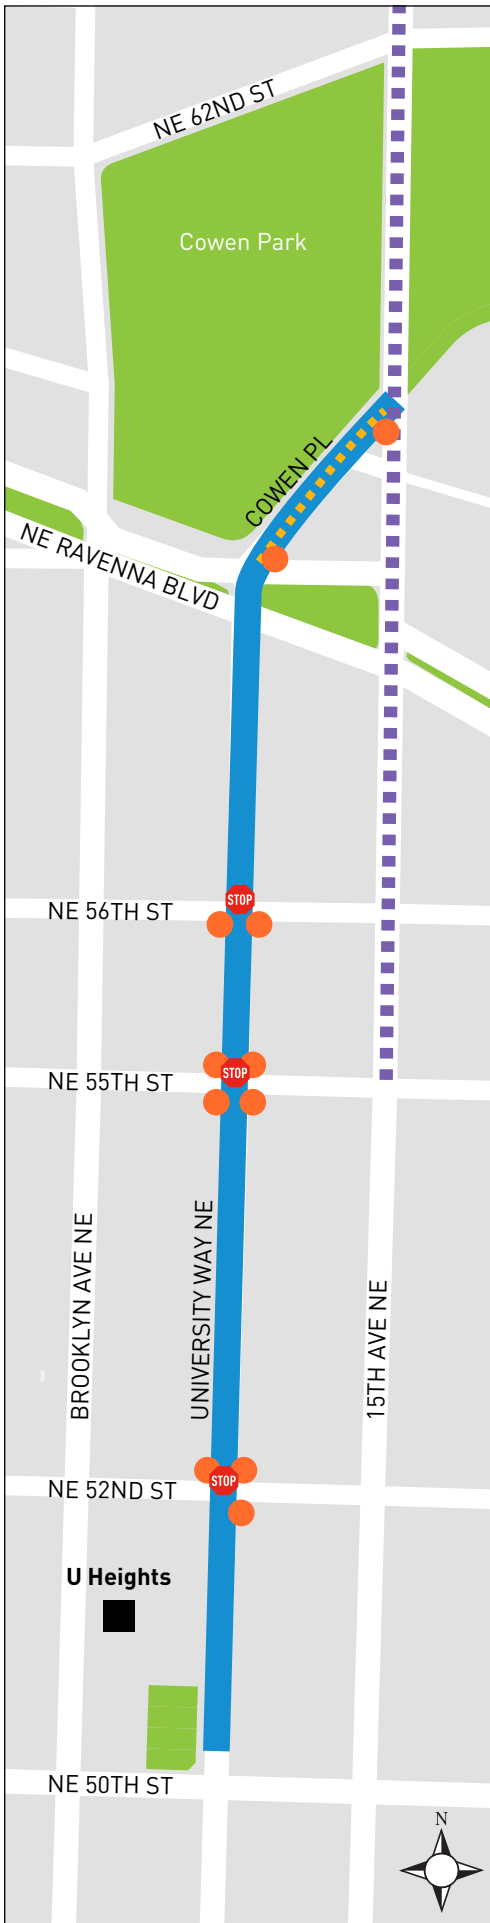 NE 62ND ST
Cowen Park
COWEN PL
NE RAVENNA BLVD
STOP
NE 56TH ST
STOP
NE 55TH ST
BROOKLYN AVE NE
UNIVERSITY WAY NE
15TH AVE NE
STOP
NE 52ND ST
U Heights
NE 50TH ST
N